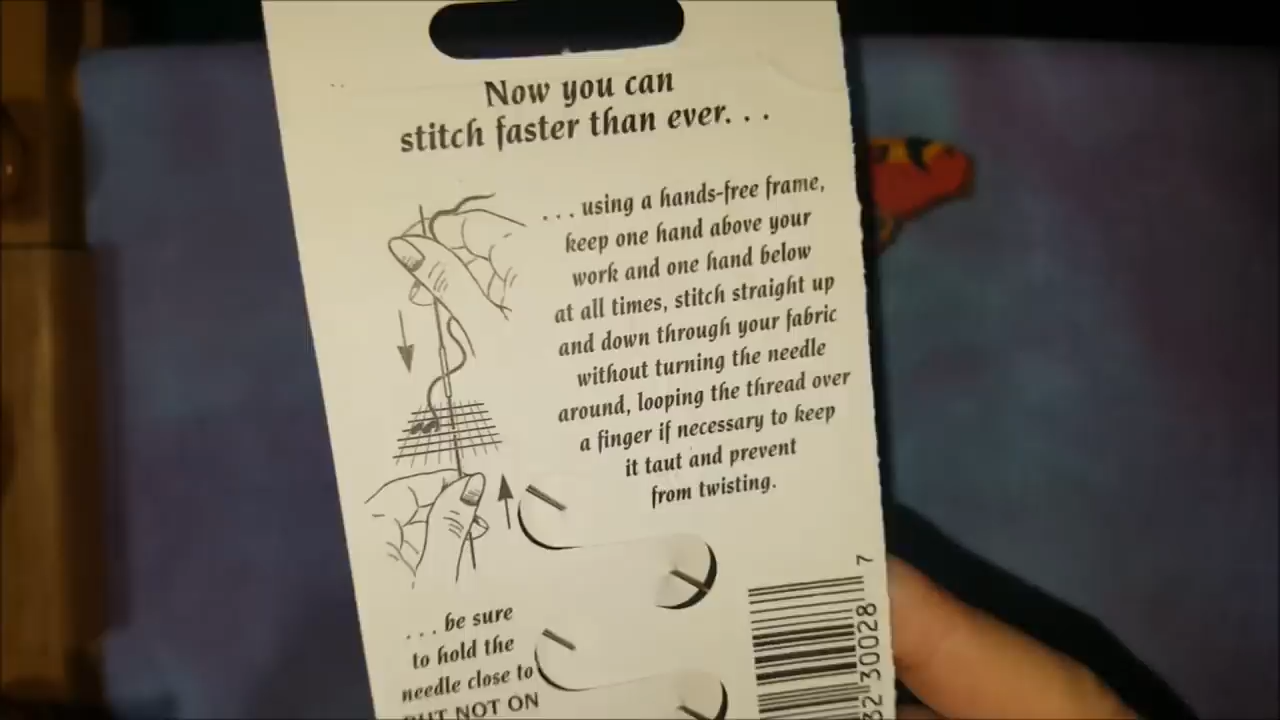 Now you can
stitch faster than ever. . .
. . . using a hands-free frame,
keep one hand above your
work and one hand below
at all times, stitch straight up
and down through your fabric
without turning the needle
around, looping the thread over
a finger if necessary to keep
it taut and prevent
from twisting.
. . . be sure
to hold the
needle close to
BUT NOT ON
32 30028 7